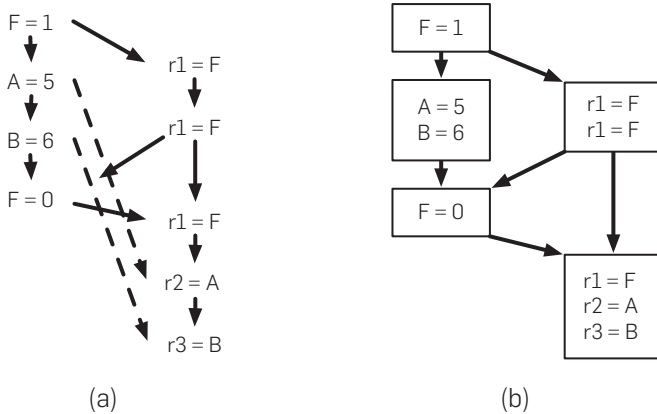 F = 1
A = 5
B = 6
F = 0
r1 = F
r1 = F
r1 = F
r2 = A
r3 = B
(a)
F = 1
A = 5
B = 6
F = 0
r1 = F
r1 = F
r1 = F
r2 = A
r3 = B
(b)